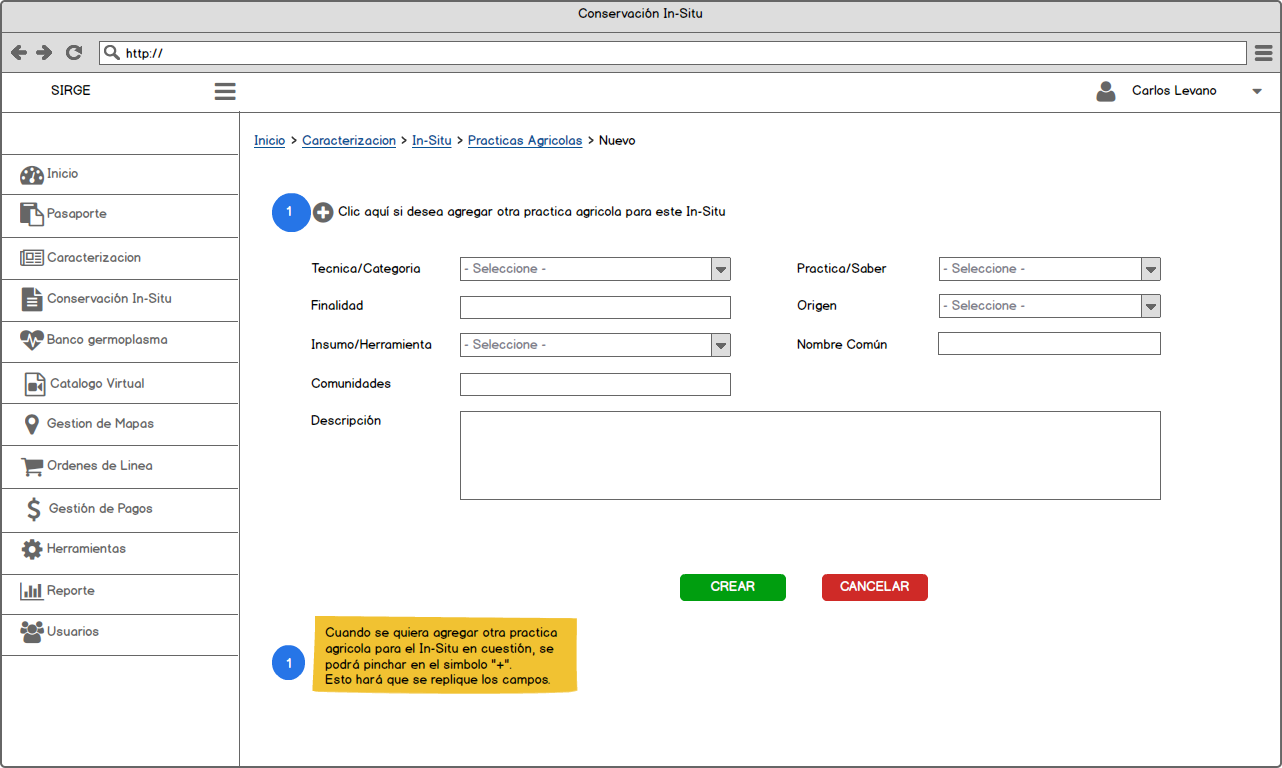 Conservación In-Situ
http://
SIRGE
Carlos Levano
Inicio > Caracterizacion > In-Situ > Practicas Agricolas > Nuevo
Inicio
Pasaporte
Caracterizacion
Conservación In-Situ
Banco germoplasma
Catalogo Virtual
Gestion de Mapas
Ordenes de Linea
Gestión de Pagos
Herramientas
Reporte
Usuarios
1 Clic aquí si desea agregar otra practica agricola para este In-Situ
Tecnica/Categoria - Seleccione - Practica/Saber - Seleccione -
Finalidad Origen - Seleccione -
Insumo/Herramienta - Seleccione - Nombre Común
Comunidades
Descripción
CREAR CANCELAR
1
Cuando se quiera agregar otra practica
agricola para el In-Situ en cuestión, se
podrá pinchar en el simbolo "+".
Esto hará que se replique los campos.